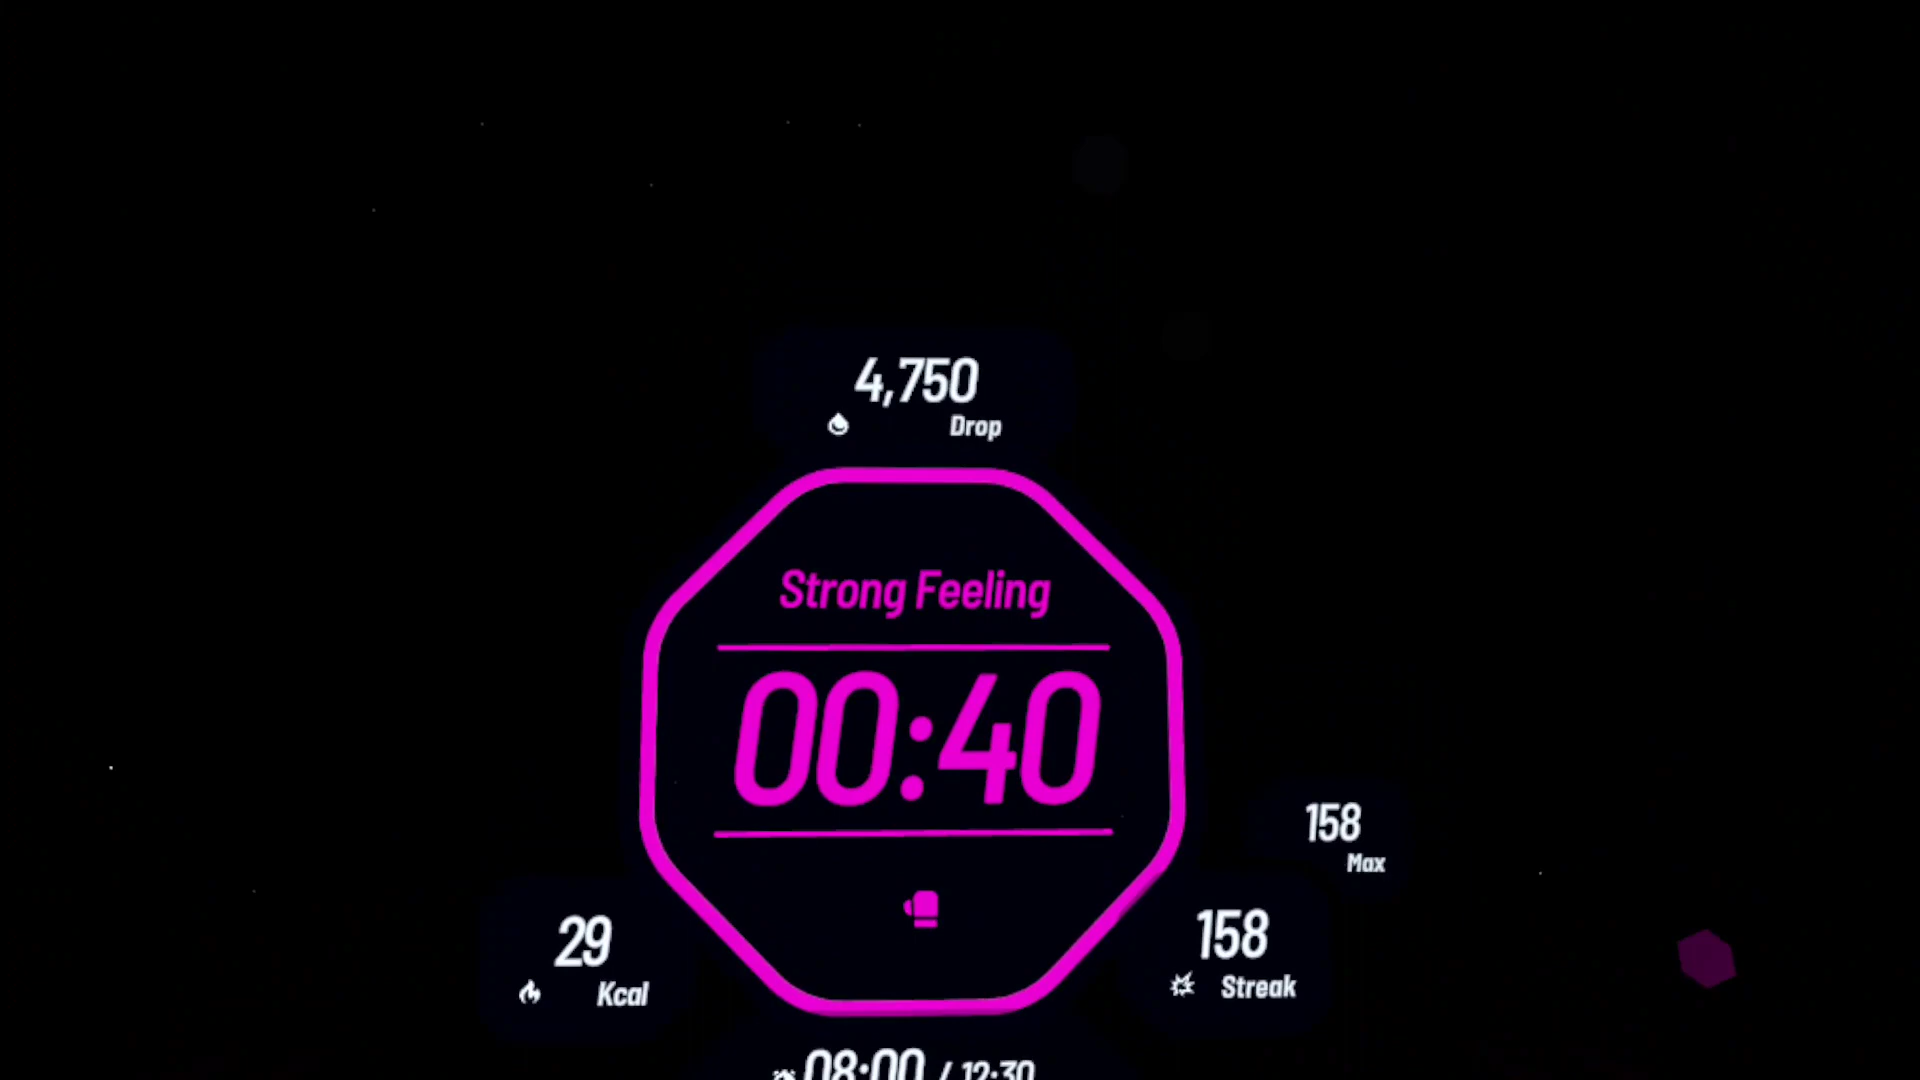 4,750
Drop
Strong Feeling
00:40
158
Max
29
Kcal
158
Streak
08:00 / 12:30